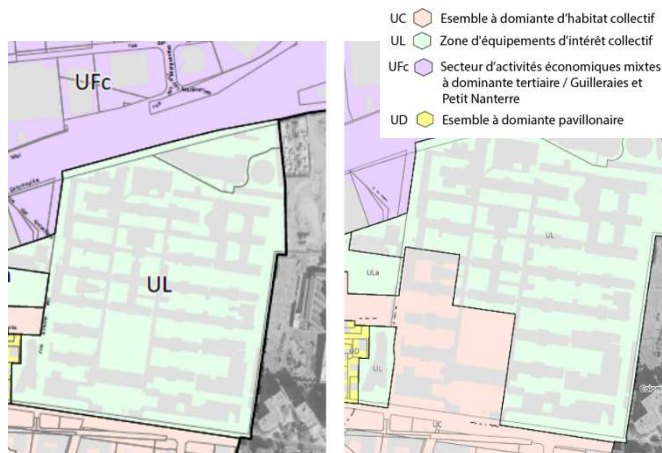 UC Esemble à domiante d'habitat collectif
UL Zone d'équipements d'intérêt collectif
UFc Secteur d'activités économiques mixtes
à dominante tertiaire / Guilleraies et
Petit Nanterre
UD Esemble à domiante pavillonaire
UFc
UL
UL
ULa
UD
UL
UC